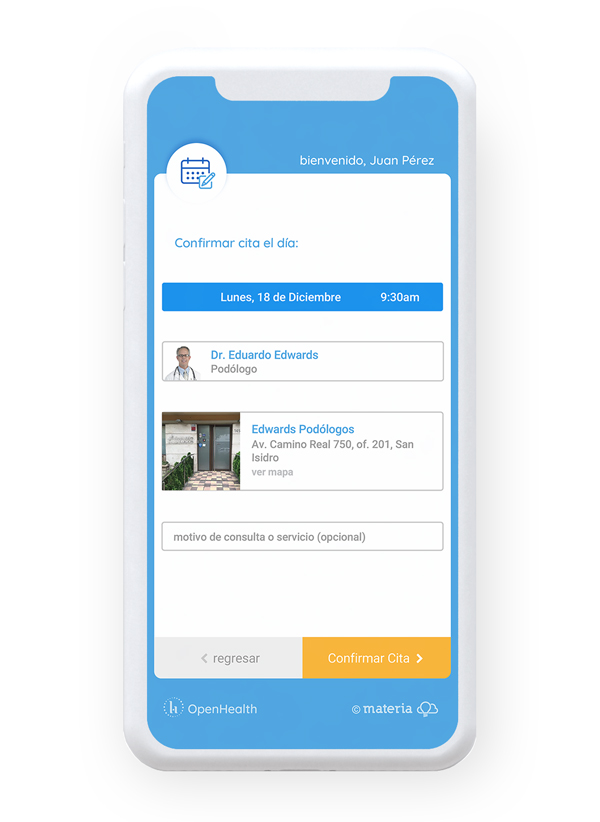 bienvenido, Juan Pérez
Confirmar cita el día:
Lunes, 18 de Diciembre 9:30am
Dr. Eduardo Edwards
Podólogo
Edwards Podólogos
Av. Camino Real 750, of. 201, San
Isidro
ver mapa
motivo de consulta o servicio (opcional)
< regresar
Confirmar Cita >
h OpenHealth
© materia